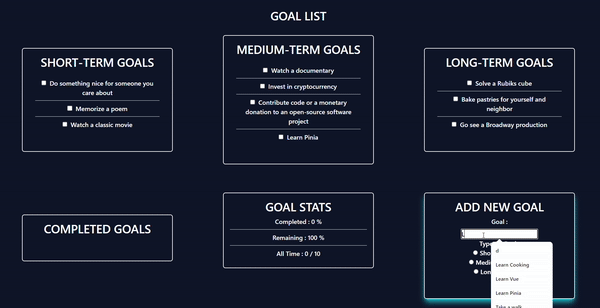 GOAL LIST
SHORT-TERM GOALS
Do something nice for someone you
care about
Memorize a poem
Watch a classic movie
MEDIUM-TERM GOALS
Watch a documentary
Invest in cryptocurrency
Contribute code or a monetary
donation to an open-source software
project
Learn Pinia
LONG-TERM GOALS
Solve a Rubiks cube
Bake pastries for yourself and
neighbor
Go see a Broadway production
COMPLETED GOALS
GOAL STATS
Completed : 0 %
Remaining : 100 %
All Time : 0 / 10
ADD NEW GOAL
Goal :
Type
Sho
Medi
Lon
Learn Cooking
Learn Vue
Learn Pinia
Take a walk